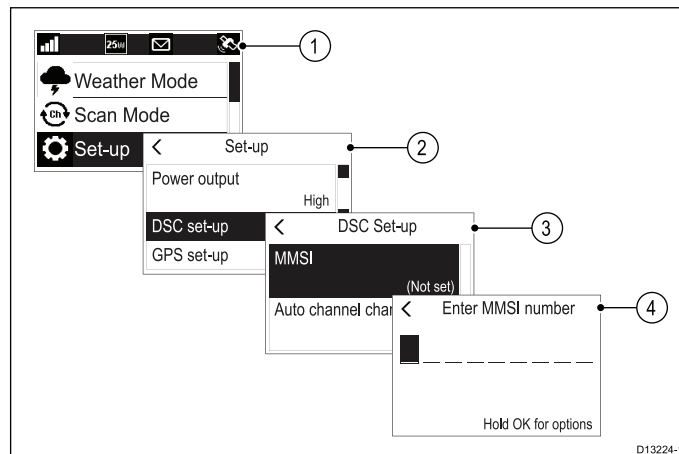 25W
1
Weather Mode
Ch
Scan Mode
Set-up
Set-up
2
Power output
High
DSC set-up
DSC Set-up
3
GPS set-up
MMSI
(Not set)
Auto channel
Enter MMSI number
4
Hold OK for options
D13224-